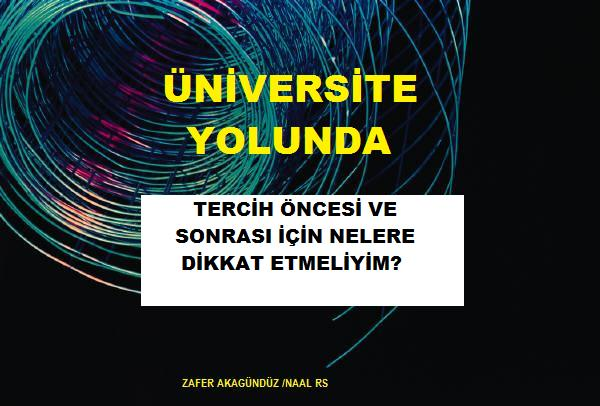 ÜNİVERSİTE
YOLUNDA
TERCİH ÖNCESİ VE
SONRASI İÇİN NELERE
DİKKAT ETMELİYİM?
ZAFER AKAGÜNDÜZ /NAAL RS